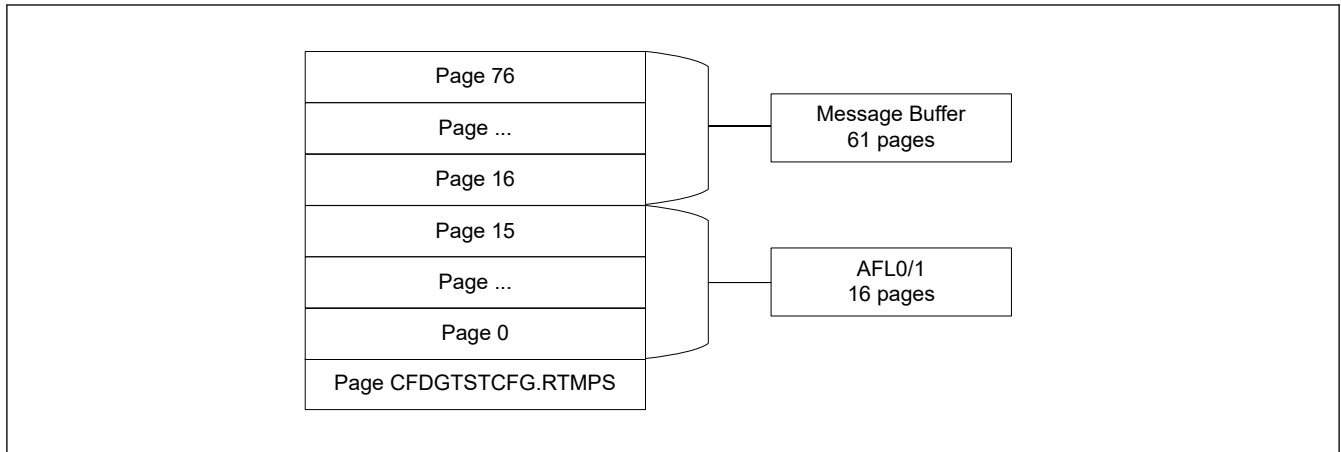 Page 76
Page ...
Page 16
Page 15
Page ...
Page 0
Page CFDGTSTCFG.RTMPS
Message Buffer
61 pages
AFL0/1
16 pages